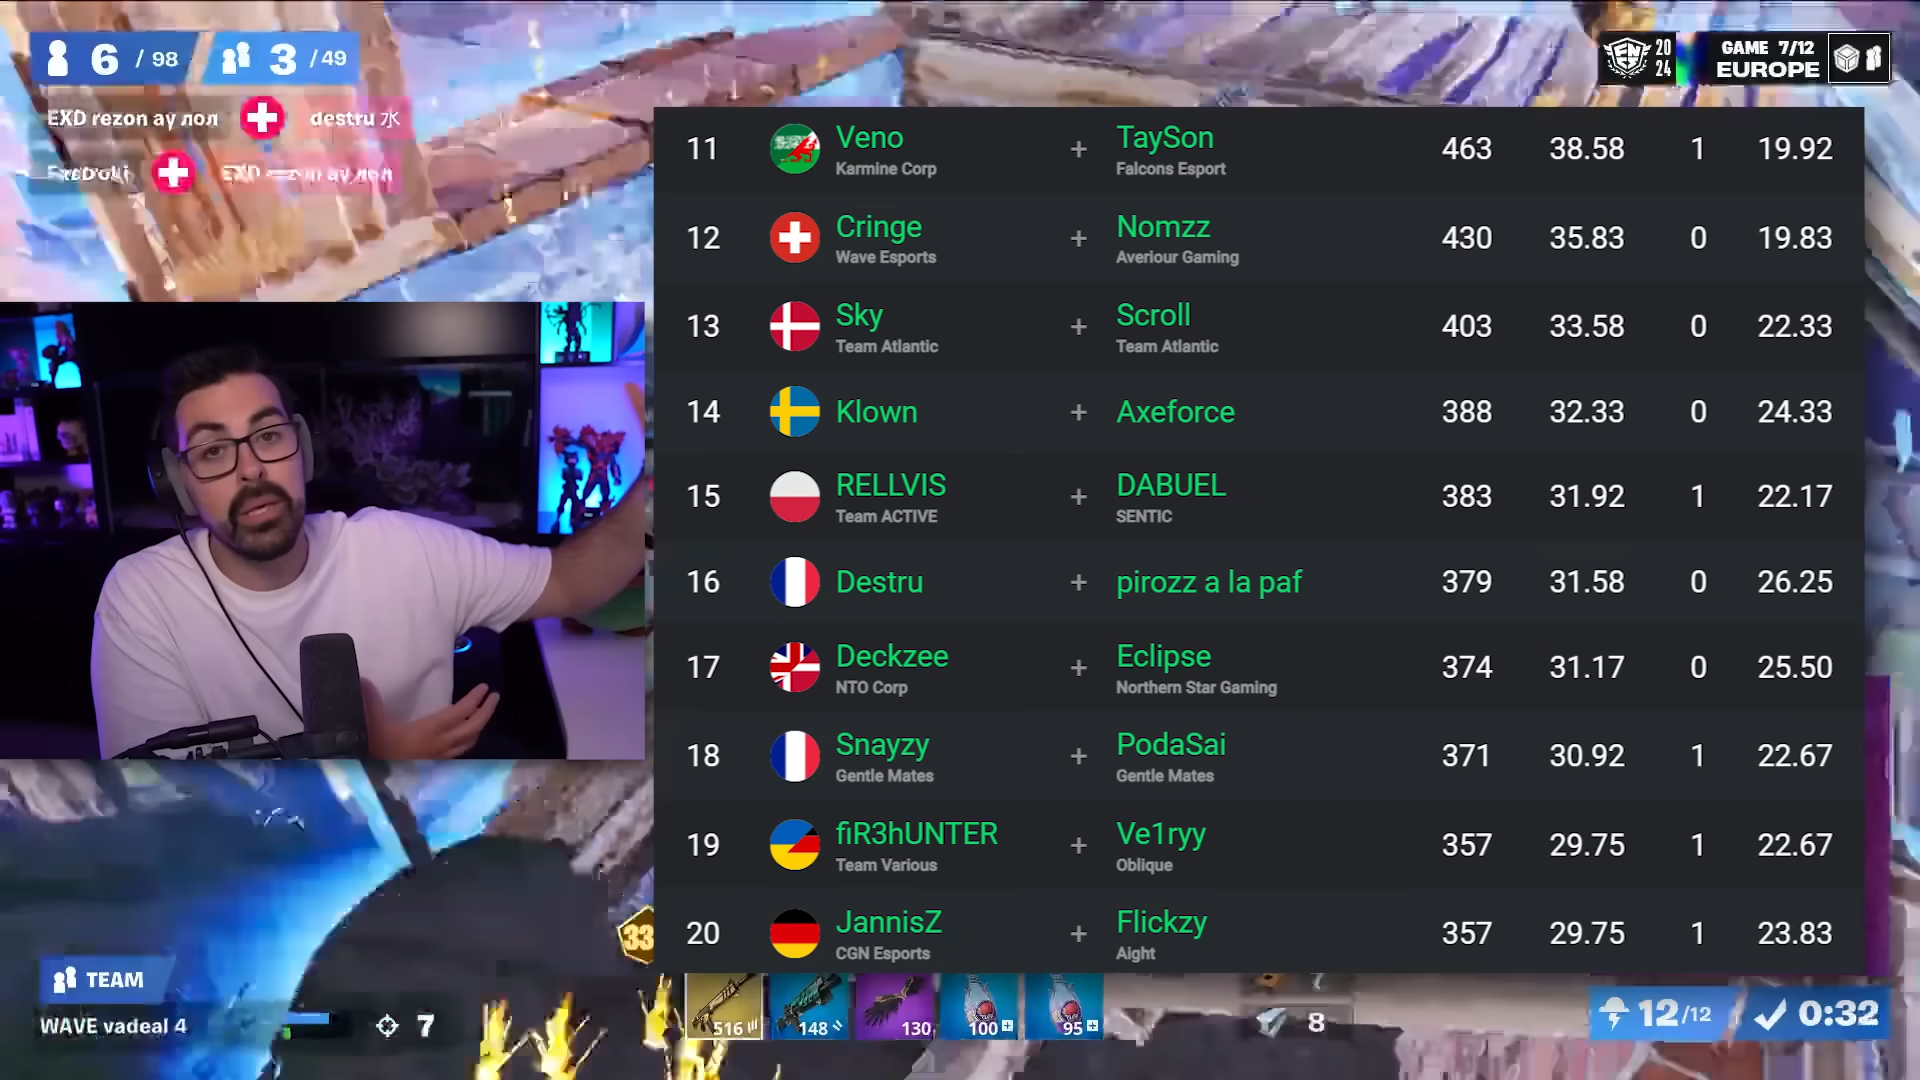 6 / 98 3 / 49
EXD rezon ay лол destru 水
EXD rezon ay лол
20
24
GAME 7/12
EUROPE
11 Veno + TaySon 463 38.58 1 19.92
Karmine Corp Falcons Esport
12 Cringe + Nomzz 430 35.83 0 19.83
Wave Esports Averiour Gaming
13 Sky + Scroll 403 33.58 0 22.33
Team Atlantic Team Atlantic
14 Klown + Axeforce 388 32.33 0 24.33
15 RELLVIS + DABUEL 383 31.92 1 22.17
Team ACTIVE SENTIC
16 Destru + pirozz a la paf 379 31.58 0 26.25
17 Deckzee + Eclipse 374 31.17 0 25.50
NTO Corp Northern Star Gaming
18 Snayzy + PodaSai 371 30.92 1 22.67
Gentle Mates Gentle Mates
19 fiR3hUNTER + Ve1ryy 357 29.75 1 22.67
Team Various Oblique
20 JannisZ + Flickzy 357 29.75 1 23.83
CGN Esports Aight
33
TEAM
WAVE vadeal 4
7
516 148 130 100 95
8
12/12 0:32